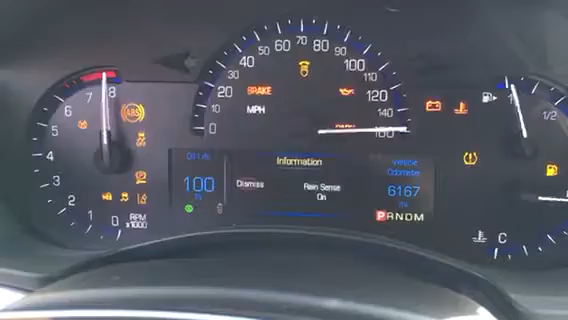 60 70 80
50 90
40 100
30 110
20 BRAKE 120
10 MPH 140
0 160
8
7
6
5
4
3
2
1
0
RPM
x1000
ABS
Oil Life
100
%
Information
Dismiss
Rain Sense
On
Vehicle
Odometer
6167
mi
PRNDM
1/2
C